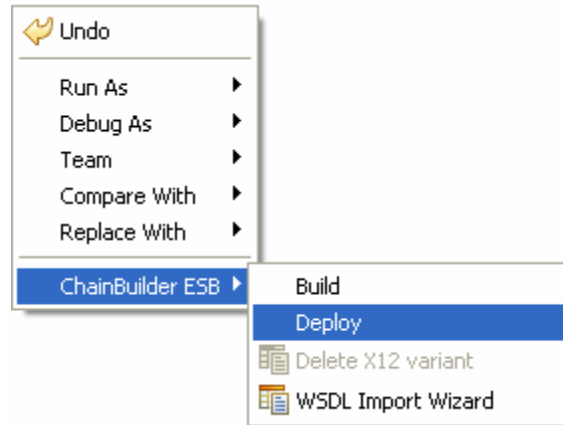 Undo
Run As
Debug As
Team
Compare With
Replace With
ChainBuilder ESB
Build
Deploy
Delete X12 variant
WSDL Import Wizard